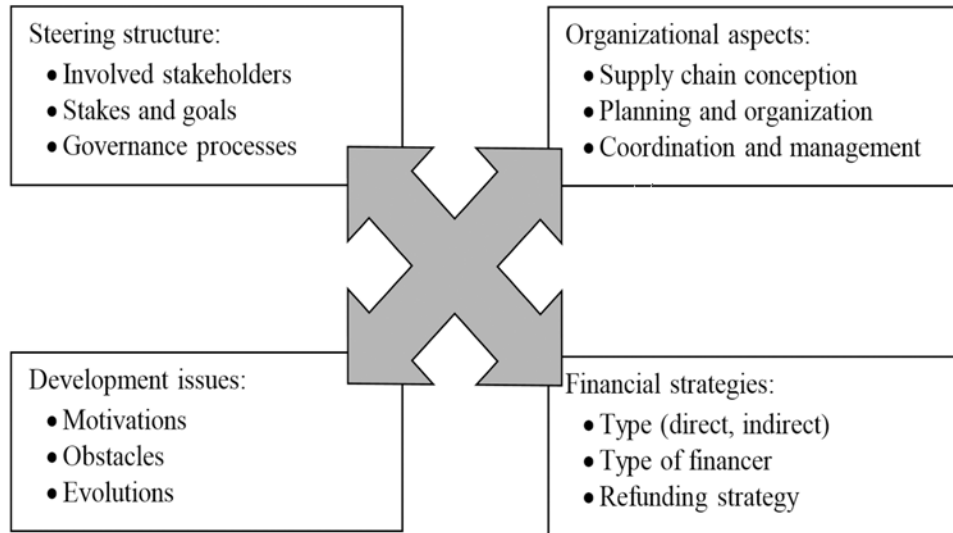 Steering structure:
• Involved stakeholders
• Stakes and goals
• Governance processes
Organizational aspects:
• Supply chain conception
• Planning and organization
• Coordination and management
Development issues:
• Motivations
• Obstacles
• Evolutions
Financial strategies:
• Type (direct, indirect)
• Type of financer
• Refunding strategy